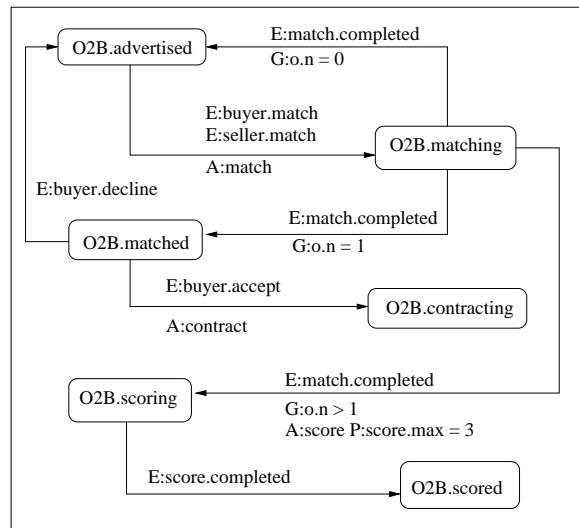 E:match.completed
O2B.advertised
G:o.n = 0
E:buyer.match
E:seller.match
O2B.matching
A:match
E:buyer.decline
E:match.completed
O2B.matched
G:o.n = 1
E:buyer.accept
O2B.contracting
A:contract
E:match.completed
O2B.scoring
G:o.n > 1
A:score P:score.max = 3
E:score.completed
O2B.scored